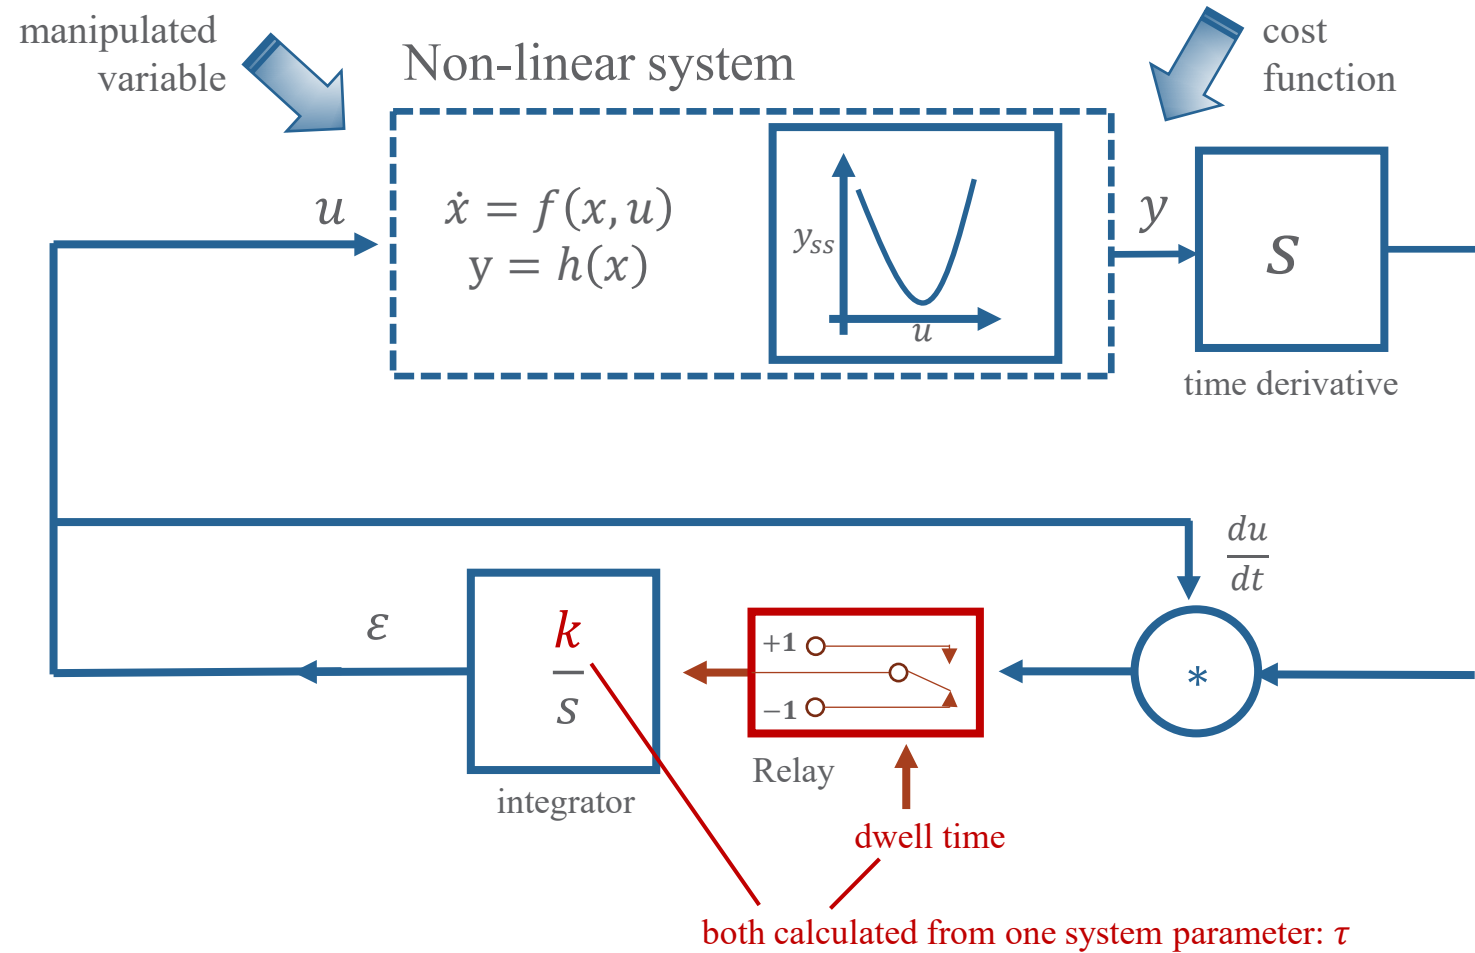 manipulated
variable
Non-linear system
cost
function
u
ẋ = f(x, u)
y = h(x)
y_ss
u
y
s
time derivative
du
dt
ε
k
s
integrator
+1
−1
Relay
*
dwell time
both calculated from one system parameter: τ